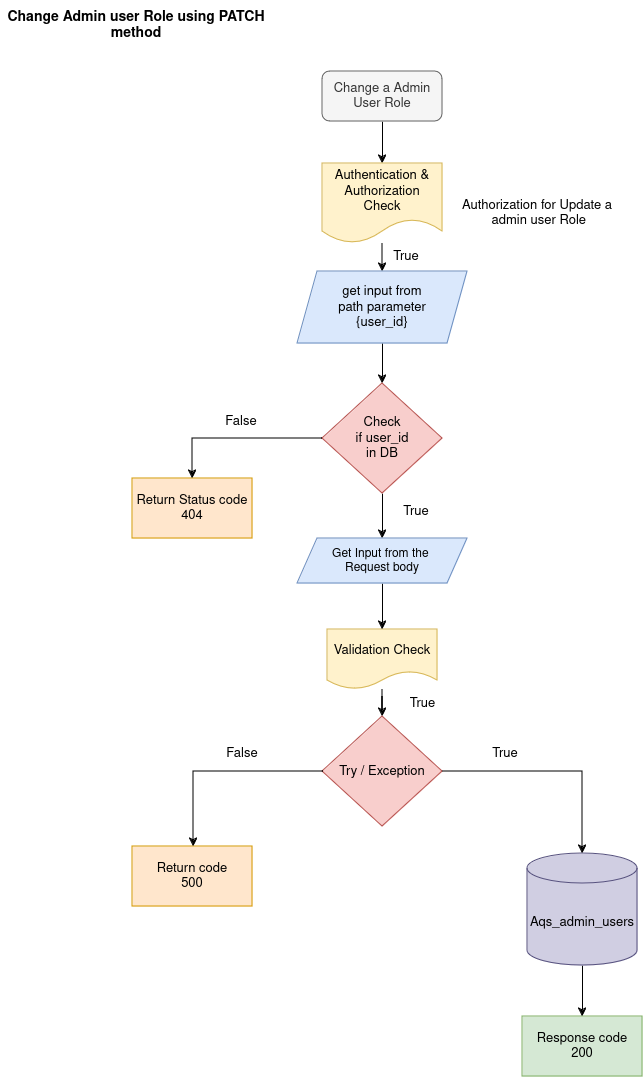 Change Admin user Role using PATCH
method
Change a Admin
User Role
Authentication &
Authorization
Check
Authorization for Update a
admin user Role
True
get input from
path parameter
{user_id}
Check
if user_id
in DB
False
Return Status code
404
True
Get Input from the
Request body
Validation Check
True
Try / Exception
False
True
Return code
500
Aqs_admin_users
Response code
200